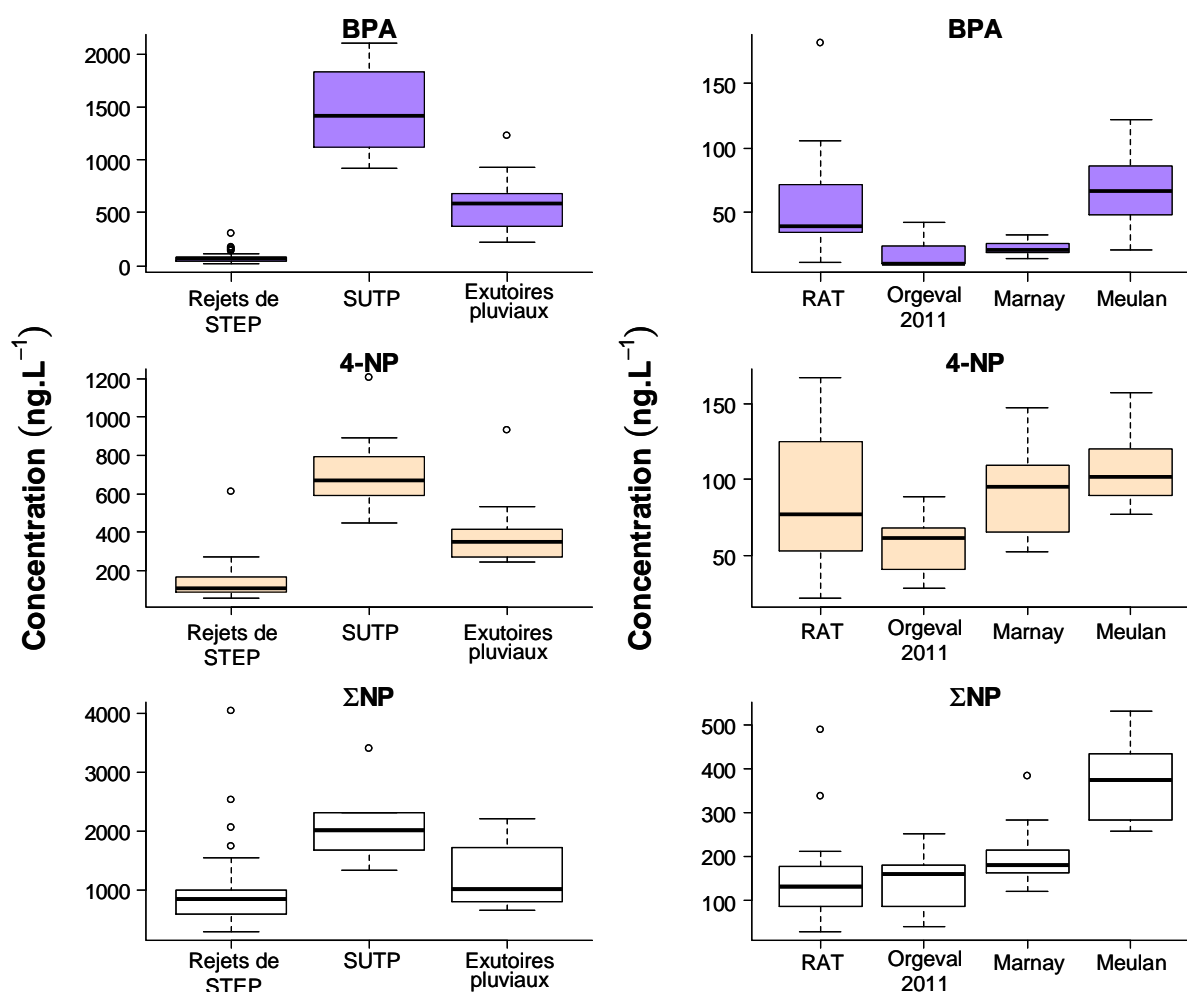 BPA
2000
1500
1000
500
0
Rejets de
STEP
SUTP
Exutoires
pluviaux
BPA
150
100
50
RAT
Orgeval
2011
Marnay
Meulan
Concentration (ng.L⁻¹)
4-NP
1200
1000
800
600
400
200
Rejets de
STEP
SUTP
Exutoires
pluviaux
Concentration (ng.L⁻¹)
4-NP
150
100
50
RAT
Orgeval
2011
Marnay
Meulan
ΣNP
4000
3000
2000
1000
Rejets de
STEP
SUTP
Exutoires
pluviaux
ΣNP
500
400
300
200
100
RAT
Orgeval
2011
Marnay
Meulan